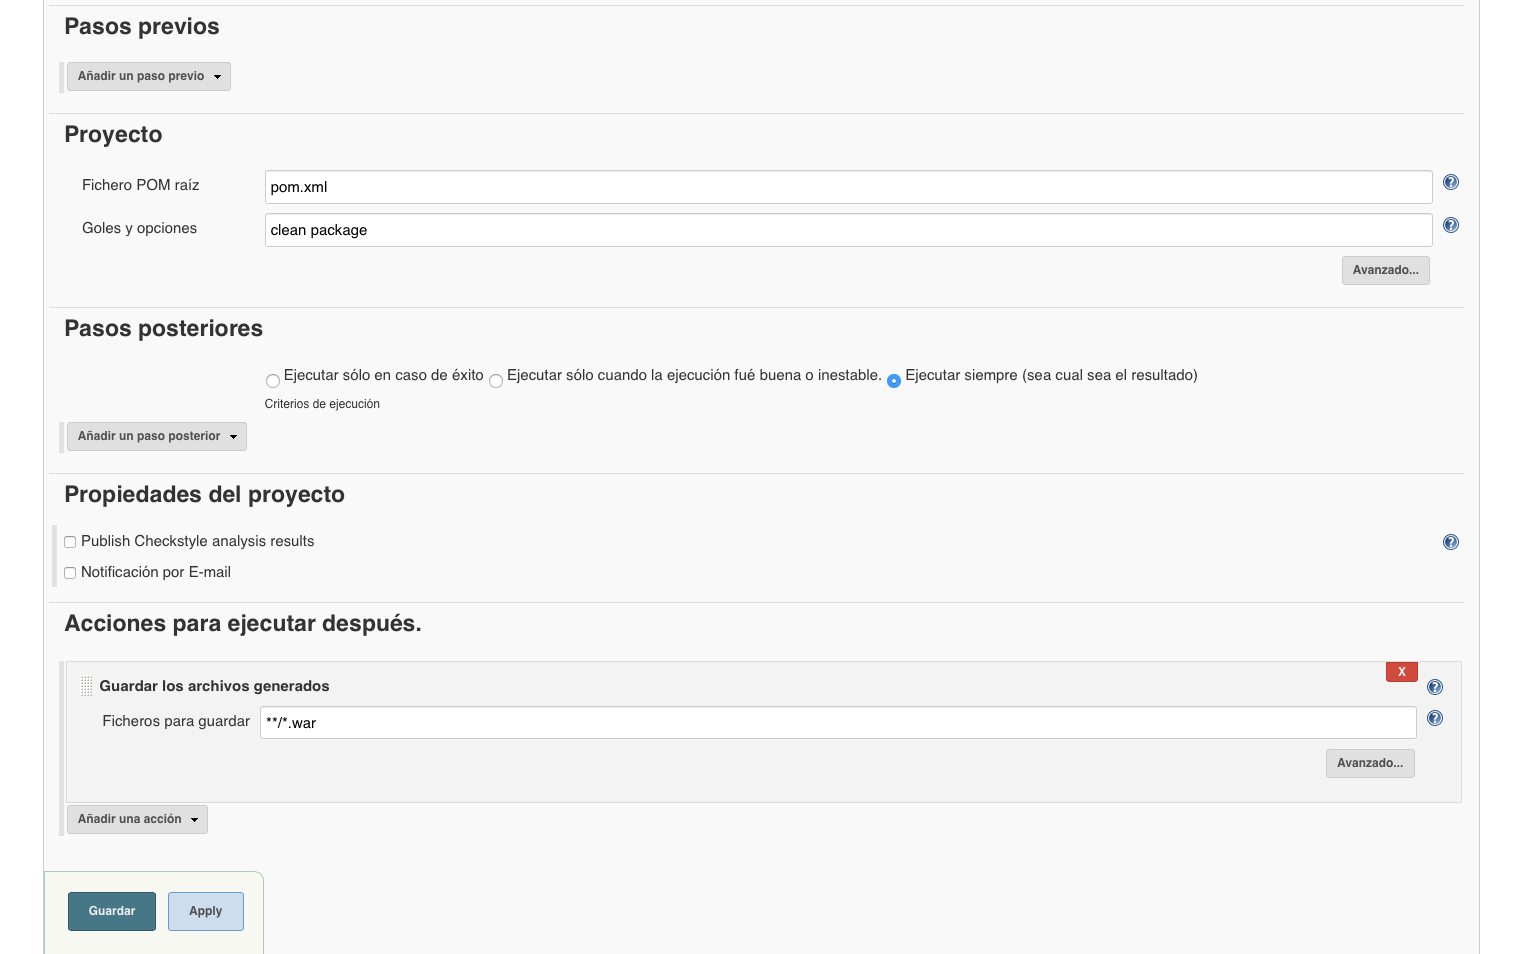 Pasos previos
Añadir un paso previo
Proyecto
Fichero POM raíz pom.xml
Goles y opciones clean package
Avanzado...
Pasos posteriores
Ejecutar sólo en caso de éxito Ejecutar sólo cuando la ejecución fué buena o inestable. Ejecutar siempre (sea cual sea el resultado)
Criterios de ejecución
Añadir un paso posterior
Propiedades del proyecto
Publish Checkstyle analysis results
Notificación por E-mail
Acciones para ejecutar después.
X
Guardar los archivos generados
Ficheros para guardar **/*.war
Avanzado...
Añadir una acción
Guardar Apply